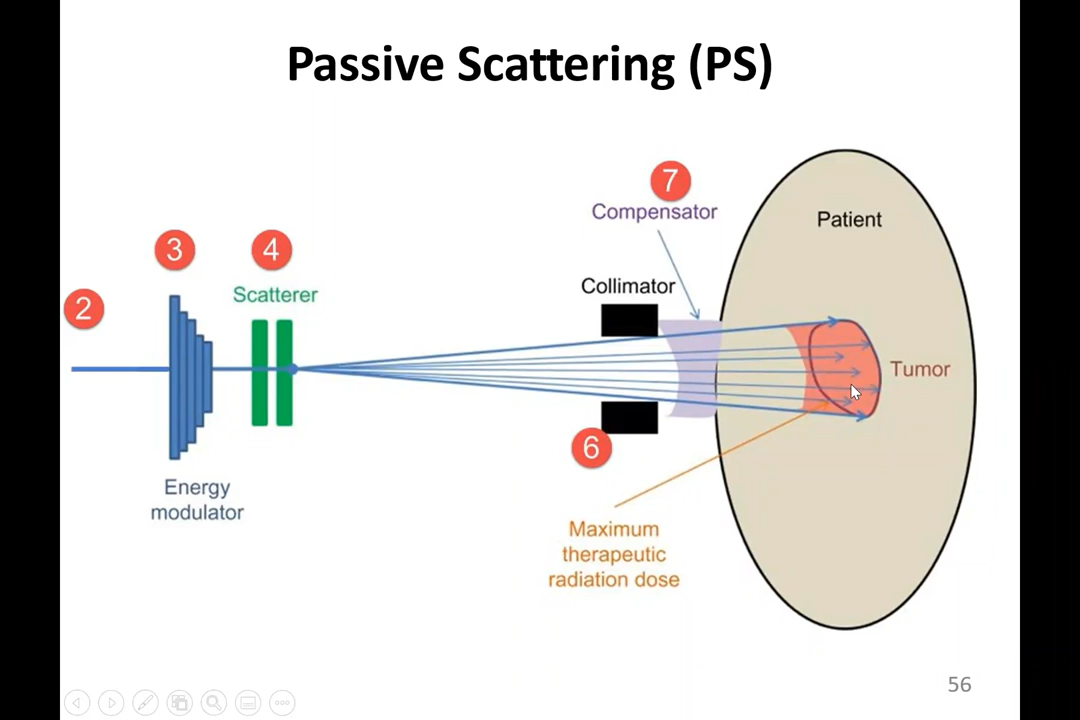 Passive Scattering (PS)
7
Compensator
Patient
3
4
Scatterer
Collimator
2
Tumor
6
Energy
modulator
Maximum
therapeutic
radiation dose
56